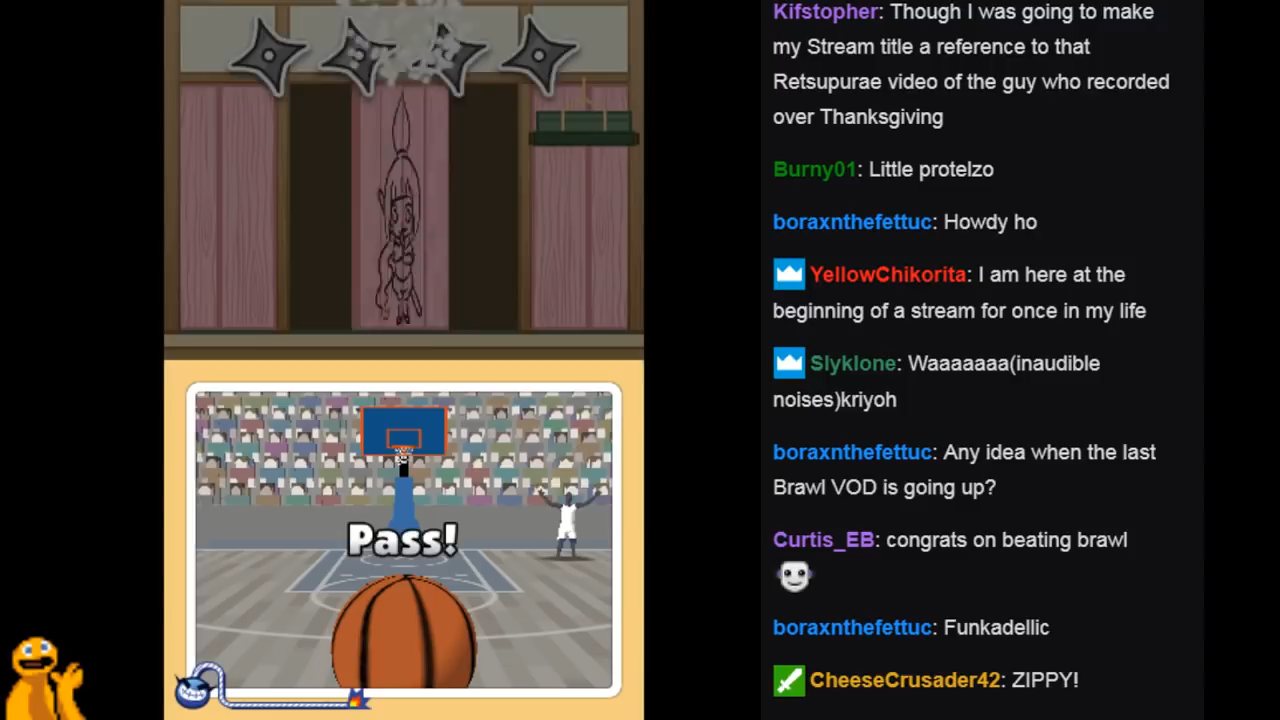 Pass!
Kifstopher: Though I was going to make
my Stream title a reference to that
Retsupurae video of the guy who recorded
over Thanksgiving
Burny01: Little protelzo
boraxnthefettuc: Howdy ho
YellowChikorita: I am here at the
beginning of a stream for once in my life
Slyklone: Waaaaaaa(inaudible
noises)kriyoh
boraxnthefettuc: Any idea when the last
Brawl VOD is going up?
Curtis_EB: congrats on beating brawl
boraxnthefettuc: Funkadellic
CheeseCrusader42: ZIPPY!